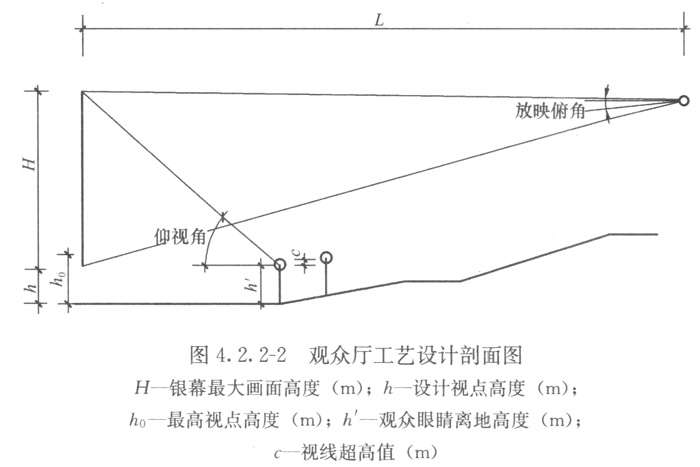 L
放映俯角
H
仰视角
c
h₀
h
h′
图 4.2.2-2 观众厅工艺设计剖面图
H—银幕最大画面高度（m）；h—设计视点高度（m）；
h₀—最高视点高度（m）；h′—观众眼睛离地高度（m）；
c—视线超高值（m）